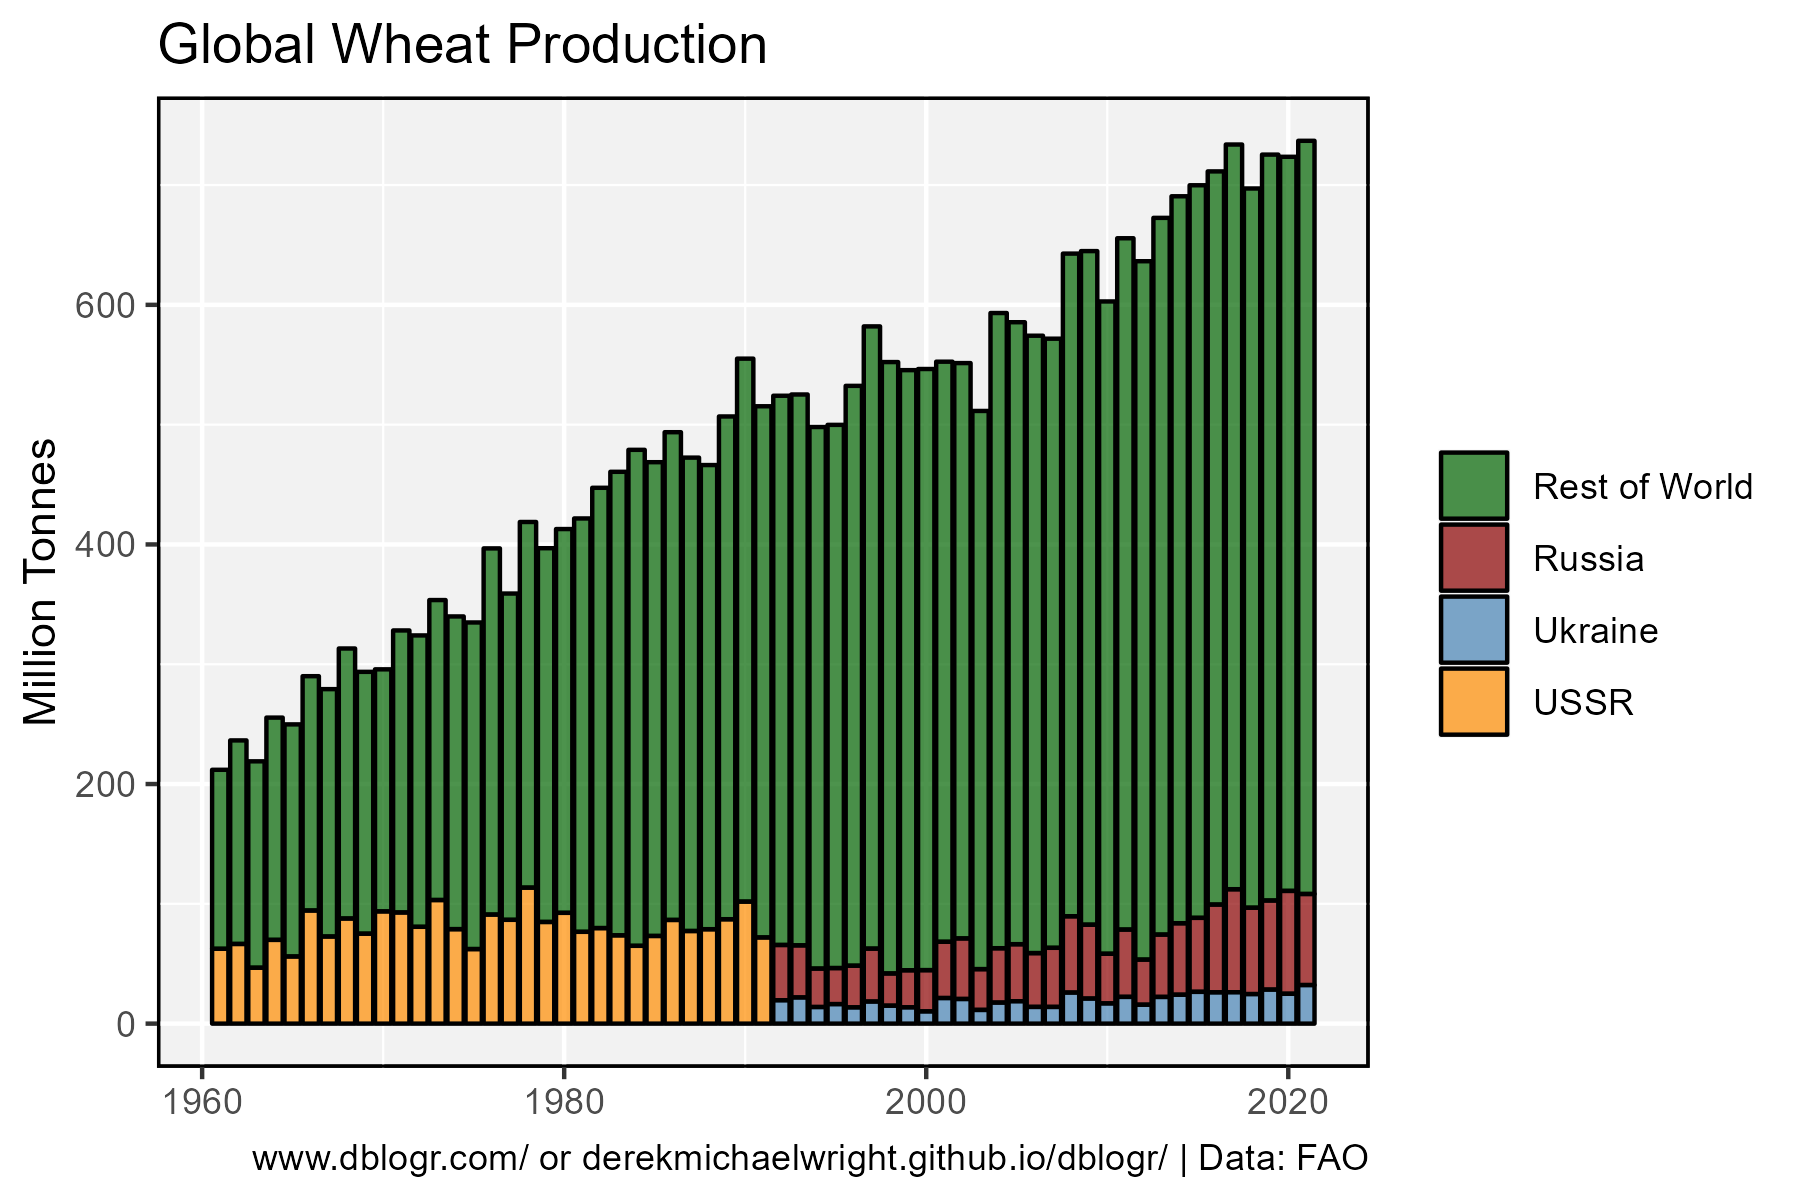 Global Wheat Production
Million Tonnes
600
400
200
0
1960 1980 2000 2020
Rest of World
Russia
Ukraine
USSR
www.dblogr.com/ or derekmichaelwright.github.io/dblogr/ | Data: FAO